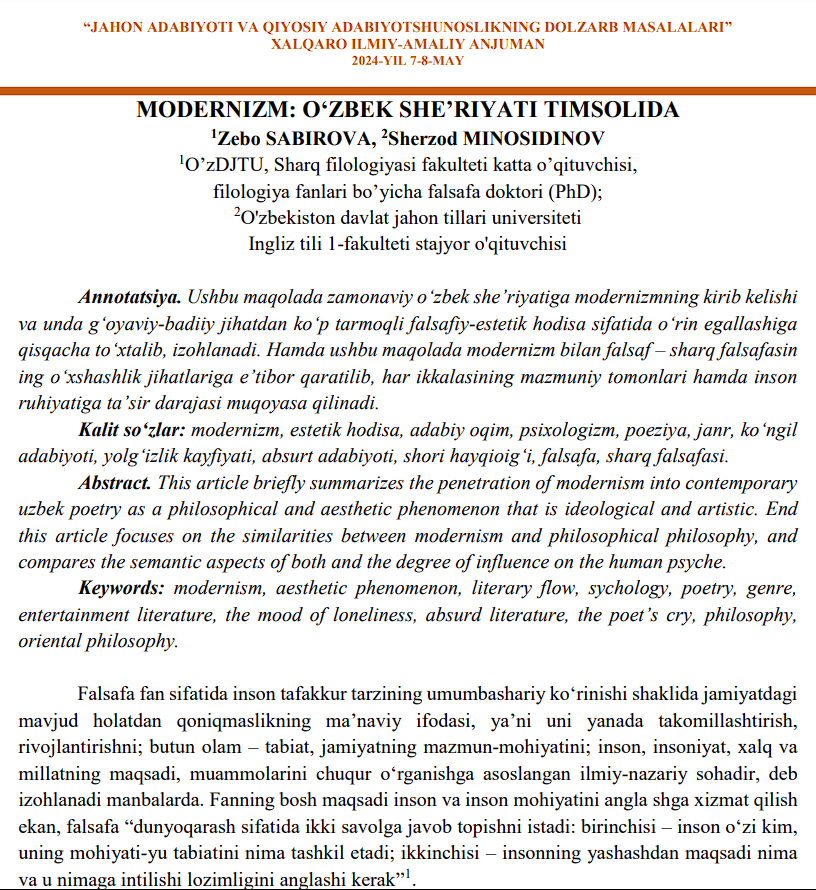 “JAHON ADABIYOTI VA QIYOSIY ADABIYOTSHUNOSLIKNING DOLZARB MASALALARI”
XALQARO ILMIY-AMALIY ANJUMAN
2024-YIL 7-8-MAY
MODERNIZM: O‘ZBEK SHE’RIYATI TIMSOLIDA
¹Zebo SABIROVA, ²Sherzod MINOSIDINOV
¹O’zDJTU, Sharq filologiyasi fakulteti katta o’qituvchisi,
filologiya fanlari bo’yicha falsafa doktori (PhD);
²O'zbekiston davlat jahon tillari universiteti
Ingliz tili 1-fakulteti stajyor o'qituvchisi
Annotatsiya. Ushbu maqolada zamonaviy o‘zbek she’riyatiga modernizmning kirib kelishi
va unda g‘oyaviy-badiiy jihatdan ko‘p tarmoqli falsafiy-estetik hodisa sifatida o‘rin egallashiga
qisqacha to‘xtalib, izohlanadi. Hamda ushbu maqolada modernizm bilan falsaf – sharq falsafasin
ing o‘xshashlik jihatlariga e’tibor qaratilib, har ikkalasining mazmuniy tomonlari hamda inson
ruhiyatiga ta’sir darajasi muqoyasa qilinadi.
Kalit so‘zlar: modernizm, estetik hodisa, adabiy oqim, psixologizm, poeziya, janr, ko‘ngil
adabiyoti, yolg‘izlik kayfiyati, absurt adabiyoti, shori hayqioig‘i, falsafa, sharq falsafasi.
Abstract. This article briefly summarizes the penetration of modernism into contemporary
uzbek poetry as a philosophical and aesthetic phenomenon that is ideological and artistic. End
this article focuses on the similarities between modernism and philosophical philosophy, and
compares the semantic aspects of both and the degree of influence on the human psyche.
Keywords: modernism, aesthetic phenomenon, literary flow, sychology, poetry, genre,
entertainment literature, the mood of loneliness, absurd literature, the poet’s cry, philosophy,
oriental philosophy.
Falsafa fan sifatida inson tafakkur tarzining umumbashariy ko‘rinishi shaklida jamiyatdagi
mavjud holatdan qoniqmaslikning ma’naviy ifodasi, ya’ni uni yanada takomillashtirish,
rivojlantirishni; butun olam – tabiat, jamiyatning mazmun-mohiyatini; inson, insoniyat, xalq va
millatning maqsadi, muammolarini chuqur o‘rganishga asoslangan ilmiy-nazariy sohadir, deb
izohlanadi manbalarda. Fanning bosh maqsadi inson va inson mohiyatini angla shga xizmat qilish
ekan, falsafa “dunyoqarash sifatida ikki savolga javob topishni istadi: birinchisi – inson o‘zi kim,
uning mohiyati-yu tabiatini nima tashkil etadi; ikkinchisi – insonning yashashdan maqsadi nima
va u nimaga intilishi lozimligini anglashi kerak”¹.